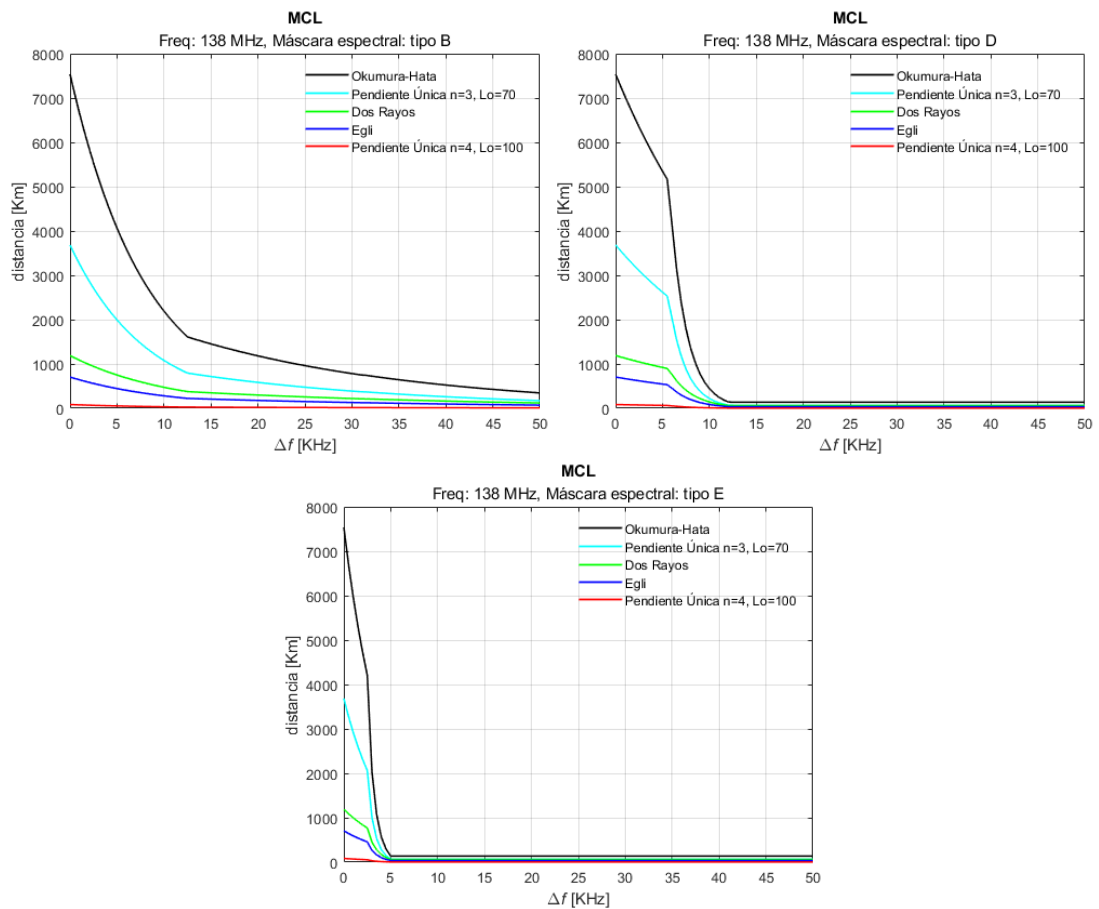 MCL
Freq: 138 MHz, Máscara espectral: tipo B
8000
7000
6000
5000
4000
3000
2000
1000
0
distancia [Km]
Okumura-Hata
Pendiente Única n=3, Lo=70
Dos Rayos
Egli
Pendiente Única n=4, Lo=100
0 5 10 15 20 25 30 35 40 45 50
Δf [KHz]
MCL
Freq: 138 MHz, Máscara espectral: tipo D
8000
7000
6000
5000
4000
3000
2000
1000
0
distancia [Km]
Okumura-Hata
Pendiente Única n=3, Lo=70
Dos Rayos
Egli
Pendiente Única n=4, Lo=100
0 5 10 15 20 25 30 35 40 45 50
Δf [KHz]
MCL
Freq: 138 MHz, Máscara espectral: tipo E
8000
7000
6000
5000
4000
3000
2000
1000
0
distancia [Km]
Okumura-Hata
Pendiente Única n=3, Lo=70
Dos Rayos
Egli
Pendiente Única n=4, Lo=100
0 5 10 15 20 25 30 35 40 45 50
Δf [KHz]